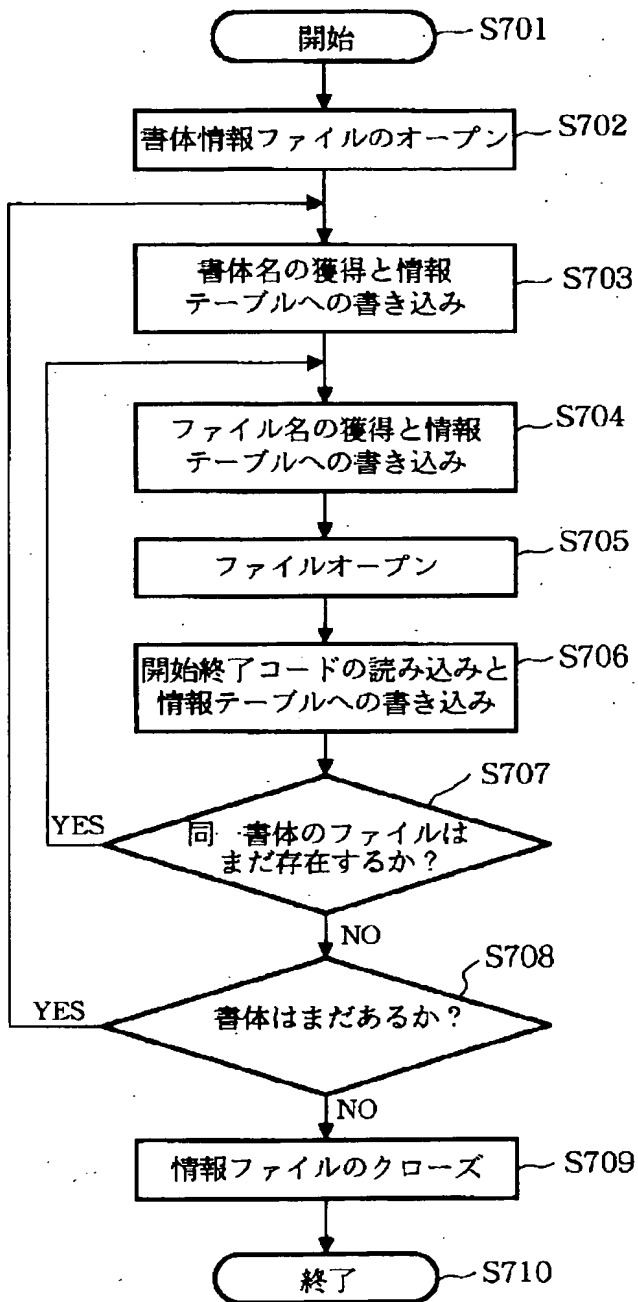 開始
S701
書体情報ファイルのオープン
S702
書体名の獲得と情報
テーブルへの書き込み
S703
ファイル名の獲得と情報
テーブルへの書き込み
S704
ファイルオープン
S705
開始終了コードの読み込みと
情報テーブルへの書き込み
S706
S707
YES
同 書体のファイルは
まだ存在するか？
NO
S708
YES
書体はまだあるか？
NO
情報ファイルのクローズ
S709
終了
S710